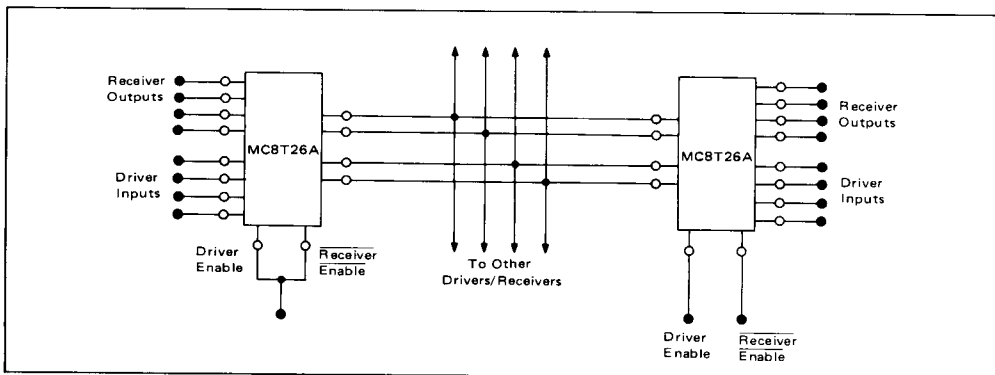 Receiver
Outputs
MC8T26A
Driver
Inputs
Driver
Enable
Receiver
Enable
To Other
Drivers/Receivers
Receiver
Outputs
MC8T26A
Driver
Inputs
Driver
Enable
Receiver
Enable